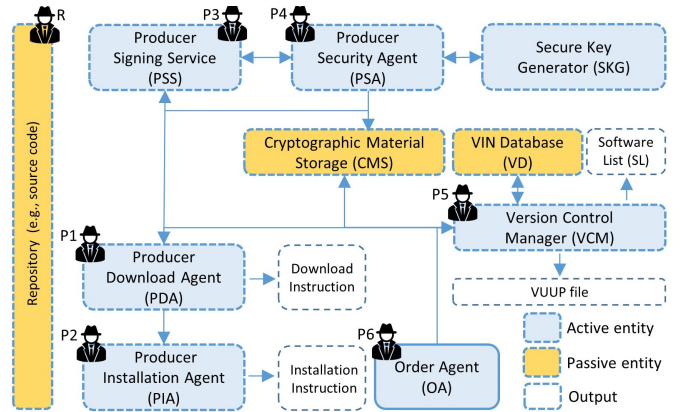 R
P3
P4
Producer
Signing Service
(PSS)
Producer
Security Agent
(PSA)
Secure Key
Generator (SKG)
Repository (e.g., source code)
Cryptographic Material
Storage (CMS)
VIN Database
(VD)
Software
List (SL)
P5
Version Control
Manager (VCM)
P1
Producer
Download Agent
(PDA)
Download
Instruction
VUUP file
P2
Producer
Installation Agent
(PIA)
Installation
Instruction
P6
Order Agent
(OA)
Active entity
Passive entity
Output